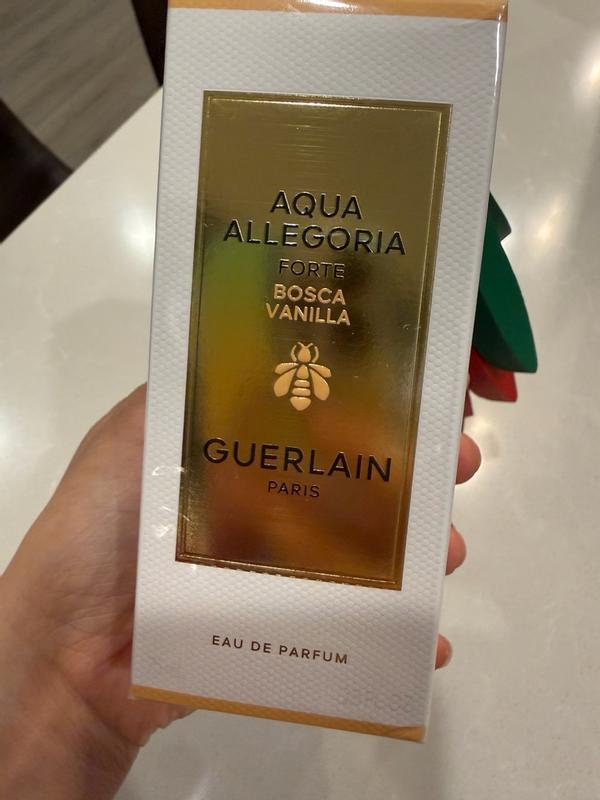 AQUA
ALLEGORIA
FORTE
BOSCA
VANILLA
GUERLAIN
PARIS
EAU DE PARFUM